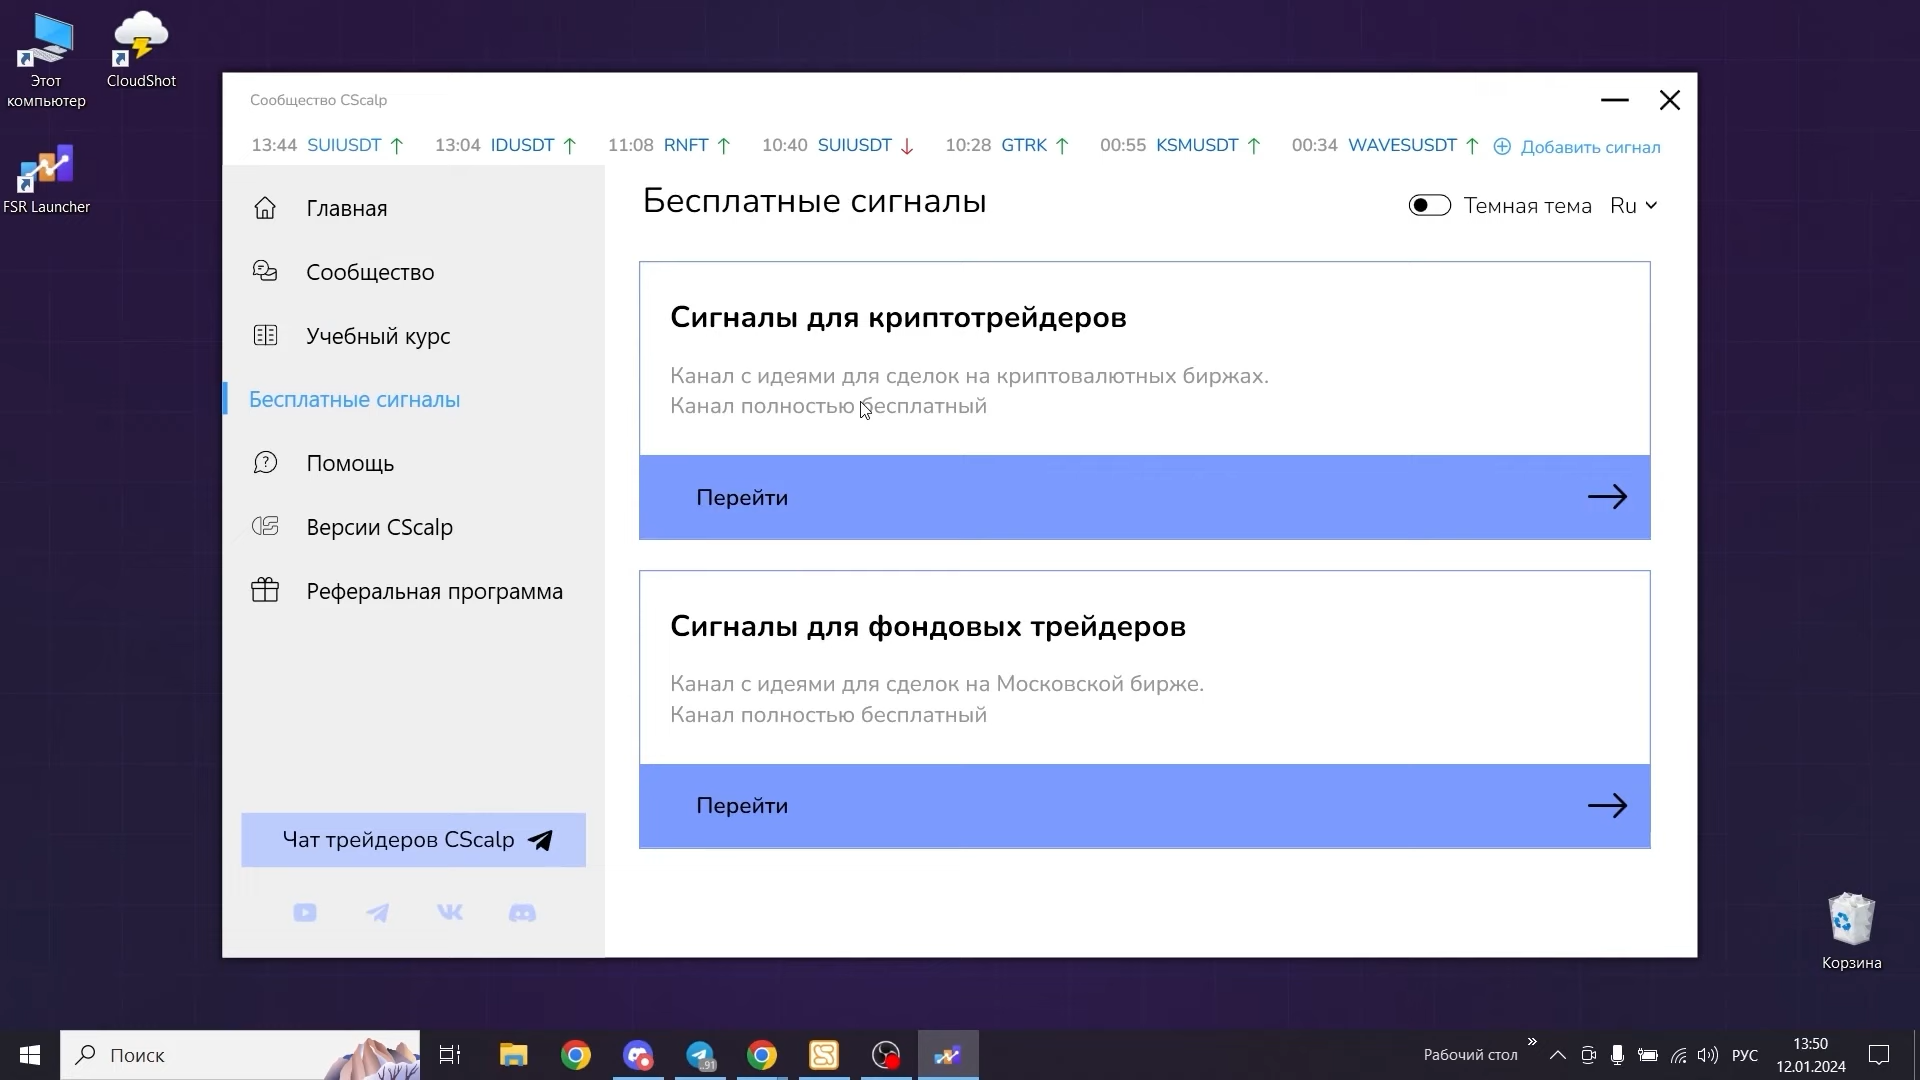 Этот
компьютер
CloudShot
FSR Launcher
Сообщество CScalp
13:44 SUIUSDT ↑ 13:04 IDUSDT ↑ 11:08 RNFT ↑ 10:40 SUIUSDT ↓ 10:28 GTRK ↑ 00:55 KSMUSDT ↑ 00:34 WAVESUSDT ↑ Добавить сигнал
Главная
Сообщество
Учебный курс
Бесплатные сигналы
Помощь
Версии CScalp
Реферальная программа
Чат трейдеров CScalp
Бесплатные сигналы
Темная тема Ru
Сигналы для криптотрейдеров
Канал с идеями для сделок на криптовалютных биржах.
Канал полностью бесплатный
Перейти
Сигналы для фондовых трейдеров
Канал с идеями для сделок на Московской бирже.
Канал полностью бесплатный
Перейти
Корзина
Поиск
91
Рабочий стол
РУС
13:50
12.01.2024